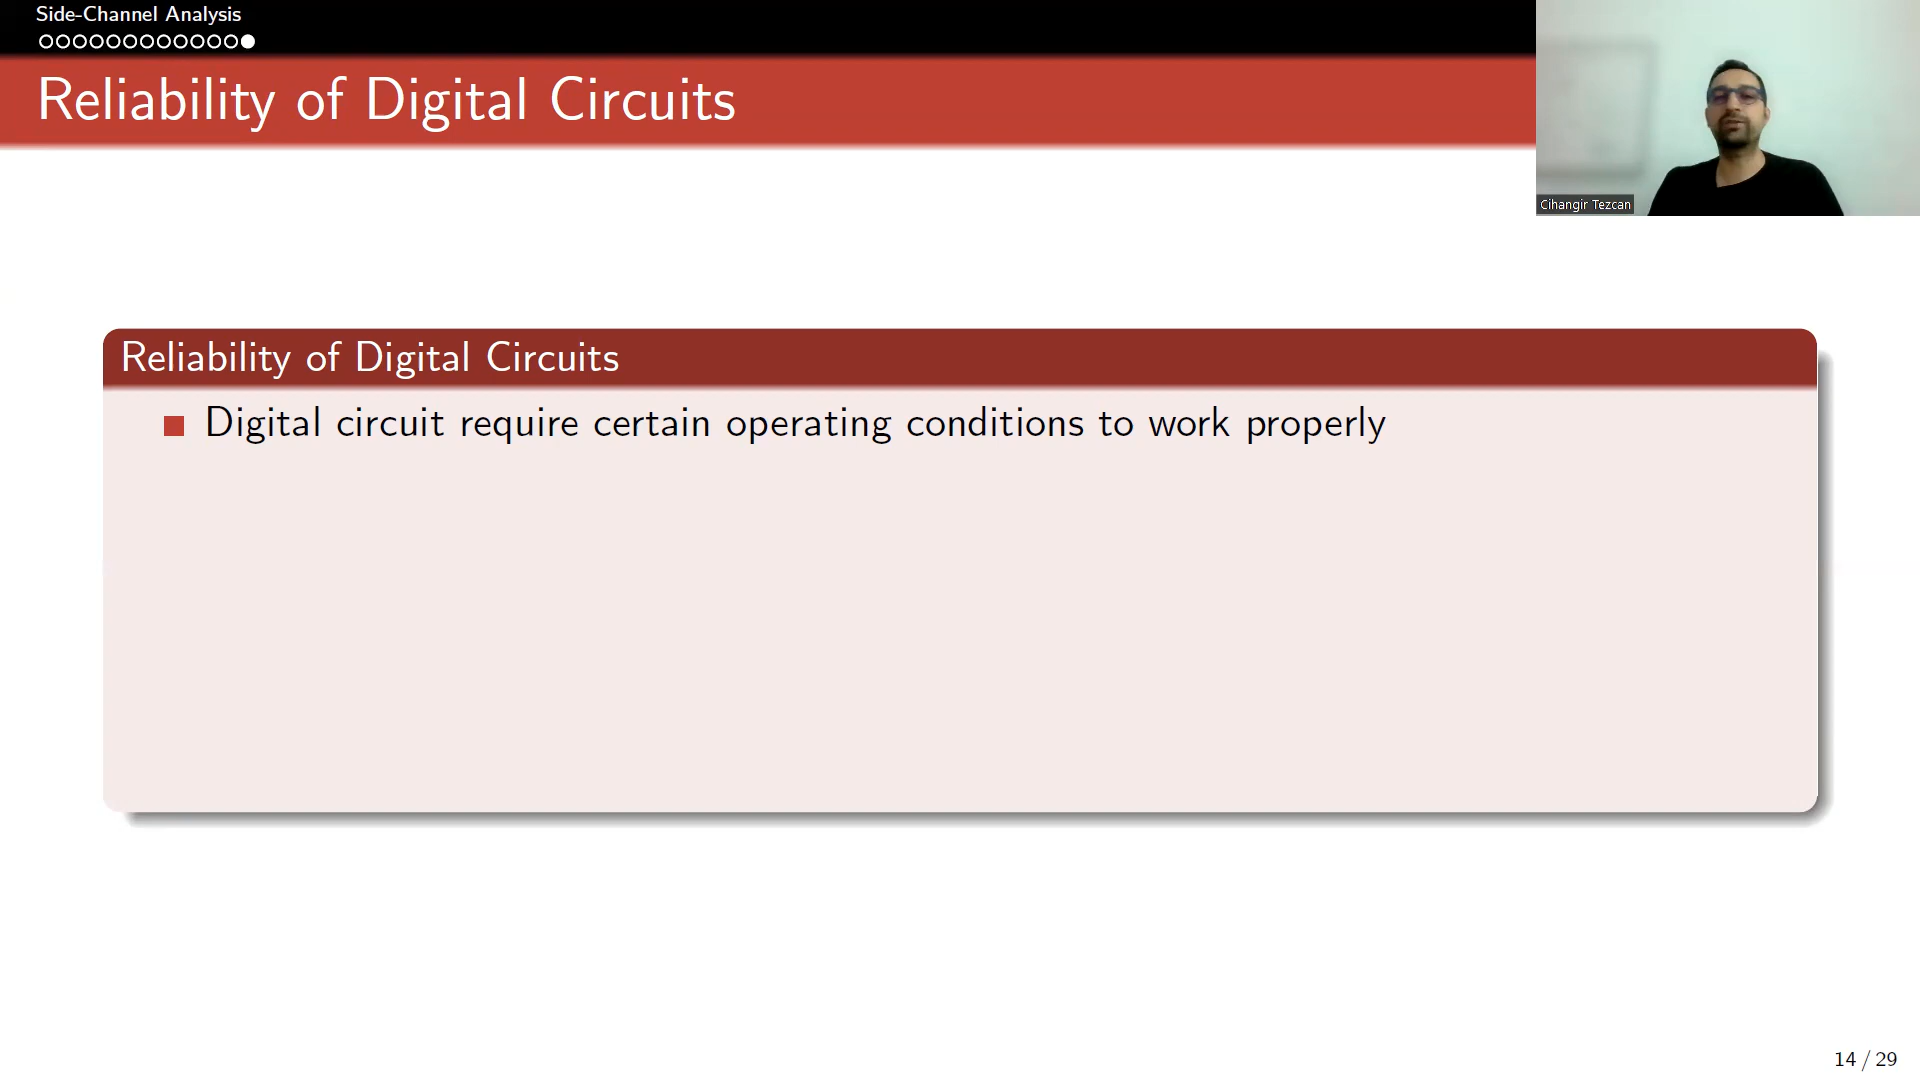 Side-Channel Analysis
Reliability of Digital Circuits
Cihangir Tezcan
Reliability of Digital Circuits
Digital circuit require certain operating conditions to work properly
14 / 29